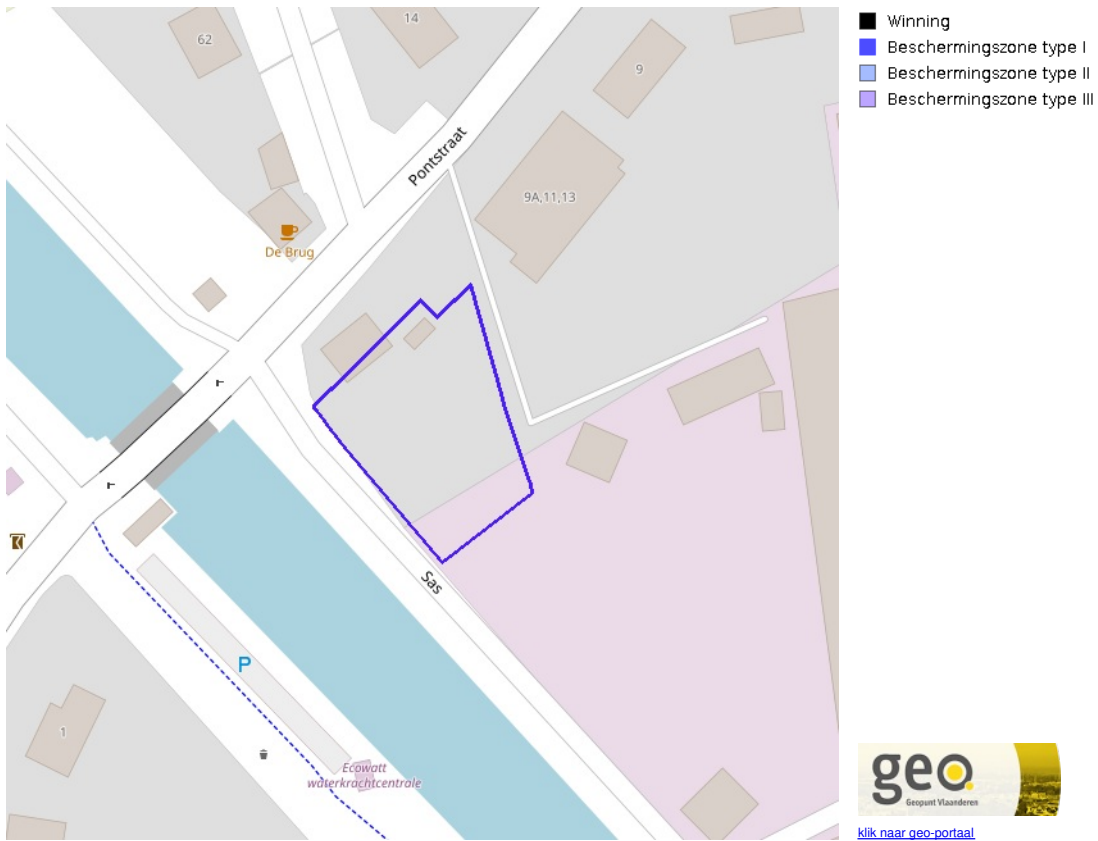 14
62
9
Pontstraat
9A,11,13
De Brug
Sas
P
1
Ecowatt
waterkrachtcentrale
Winning
Beschermingszone type I
Beschermingszone type II
Beschermingszone type III
geo
Geopunt Vlaanderen
klik naar geo-portaal